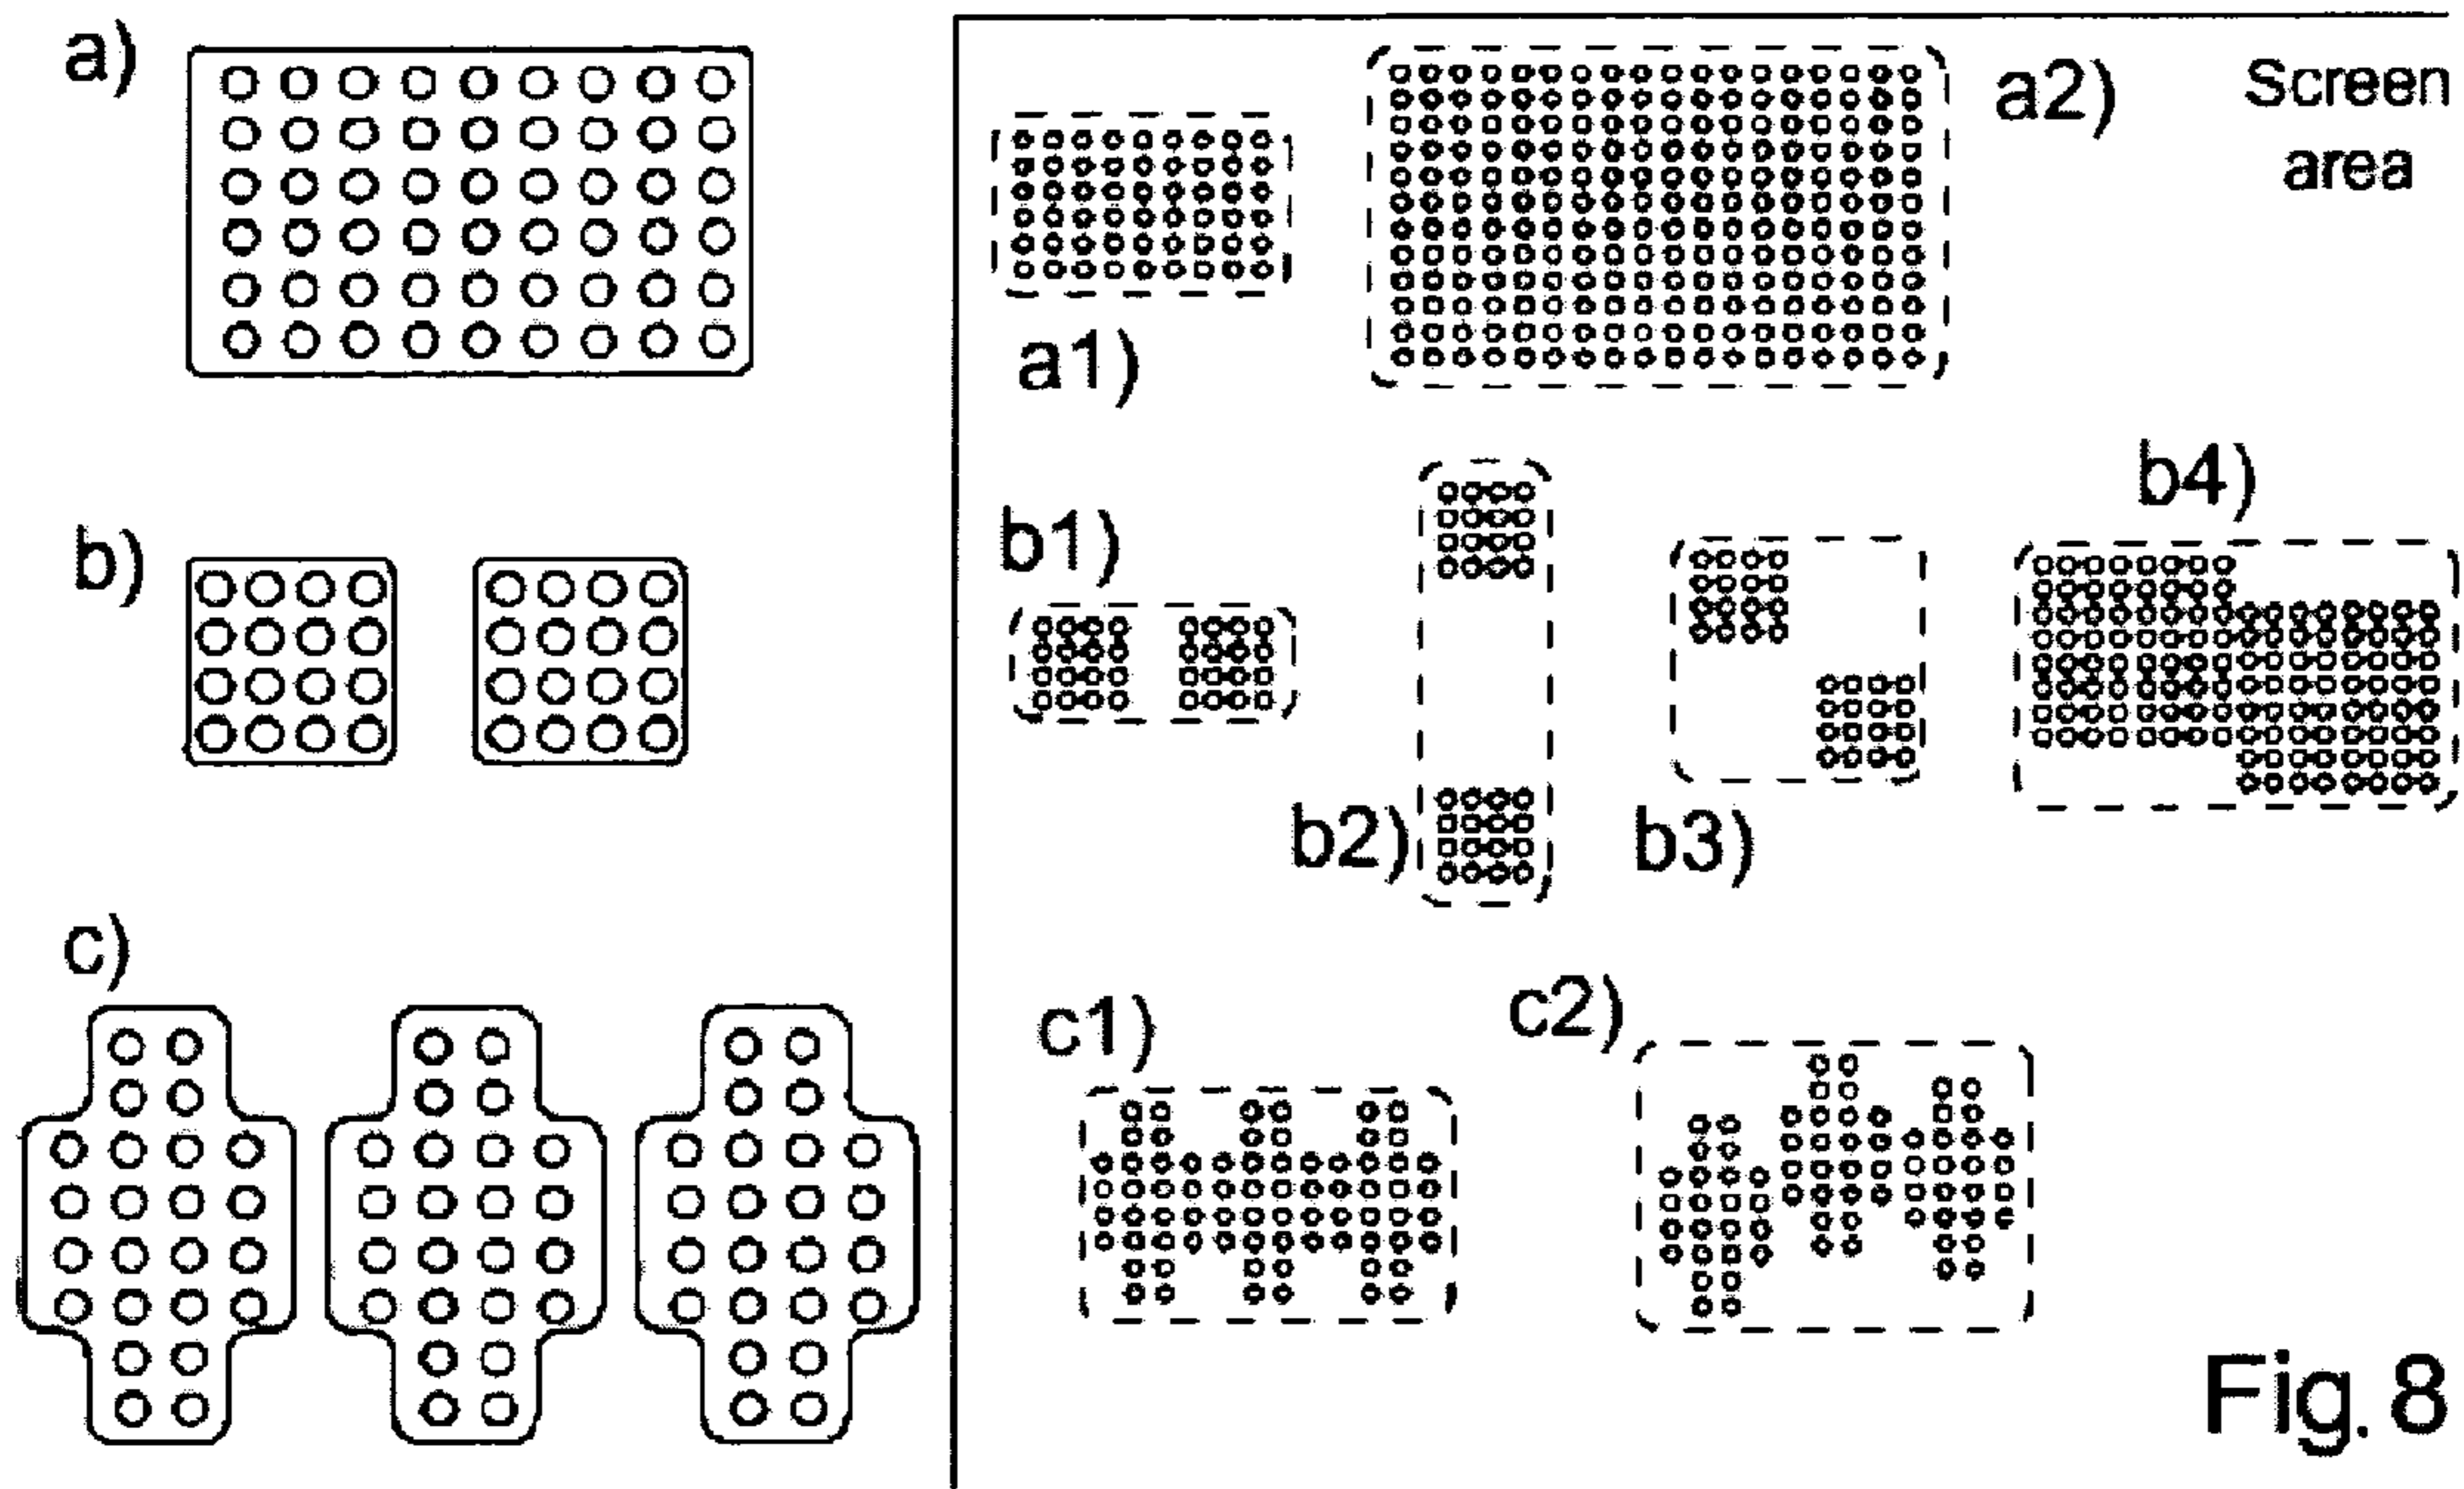 a)
a1)
a2)
Screen
area
b)
b1)
b2)
b3)
b4)
c)
c1)
c2)
Fig. 8